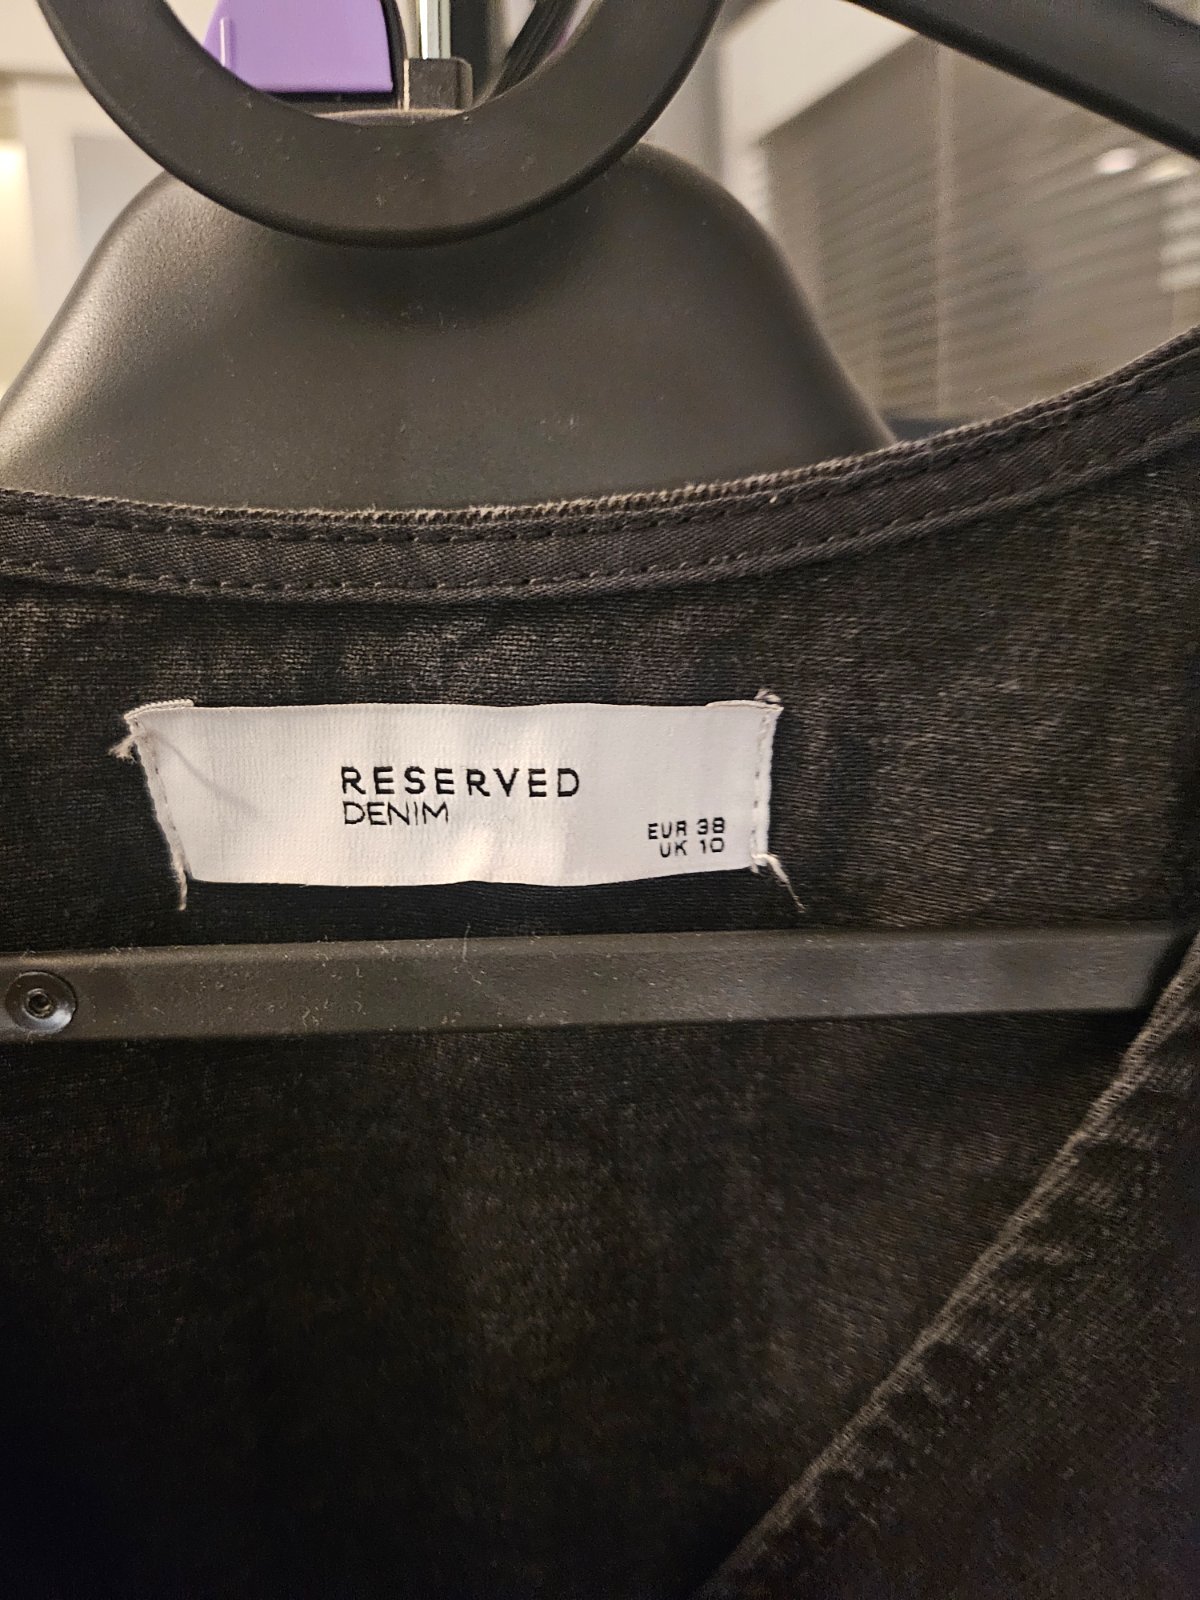 RESERVED
DENIM
EUR 38
UK 10